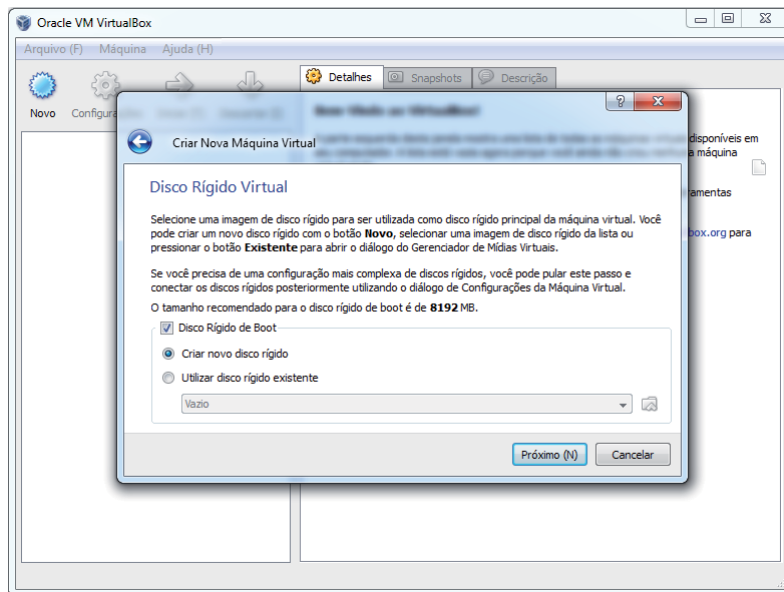 Oracle VM VirtualBox
Arquivo (F) Máquina Ajuda (H)
Novo
Detalhes
Snapshots
Descrição
disponíveis em
a máquina
ramentas
box.org para
Criar Nova Máquina Virtual
Disco Rígido Virtual
Selecione uma imagem de disco rígido para ser utilizada como disco rígido principal da máquina virtual. Você
pode criar um novo disco rígido com o botão Novo, selecionar uma imagem de disco rígido da lista ou
pressionar o botão Existente para abrir o diálogo do Gerenciador de Mídias Virtuais.
Se você precisa de uma configuração mais complexa de discos rígidos, você pode pular este passo e
conectar os discos rígidos posteriormente utilizando o diálogo de Configurações da Máquina Virtual.
O tamanho recomendado para o disco rígido de boot é de 8192 MB.
Disco Rígido de Boot
Criar novo disco rígido
Utilizar disco rígido existente
Vazio
Próximo (N)
Cancelar